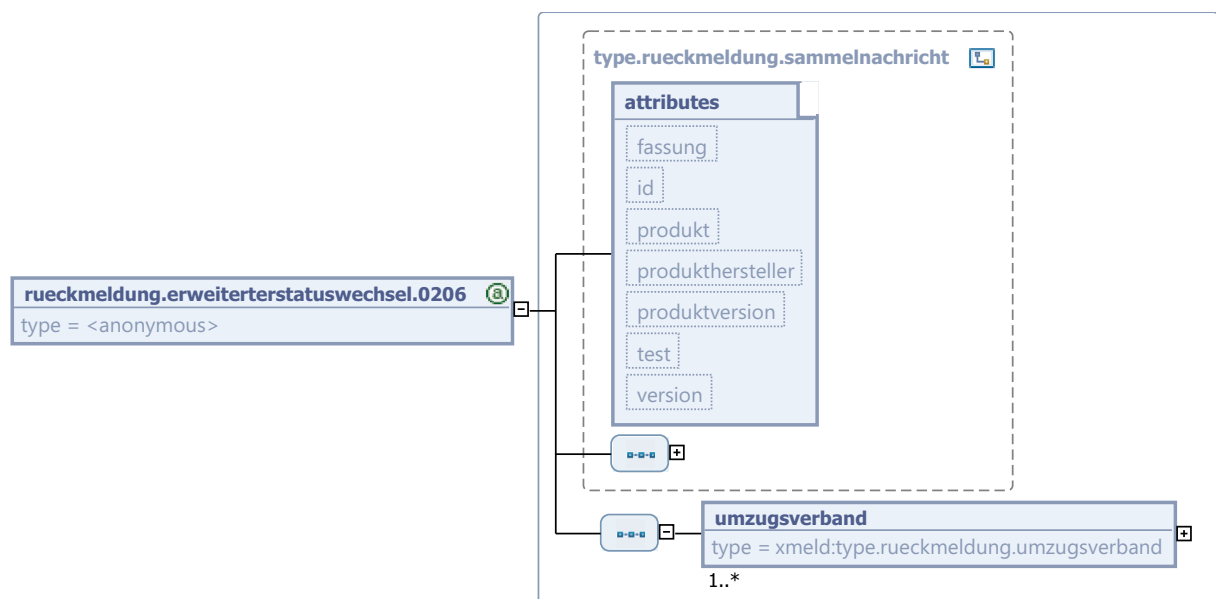 type.rueckmeldung.sammelnachricht
attributes
fassung
id
produkt
produkthersteller
produktversion
test
version
rueckmeldung.erweiterterstatuswechsel.0206 @
type = <anonymous>
umzugsverband
type = xmeld:type.rueckmeldung.umzugsverband
1..*